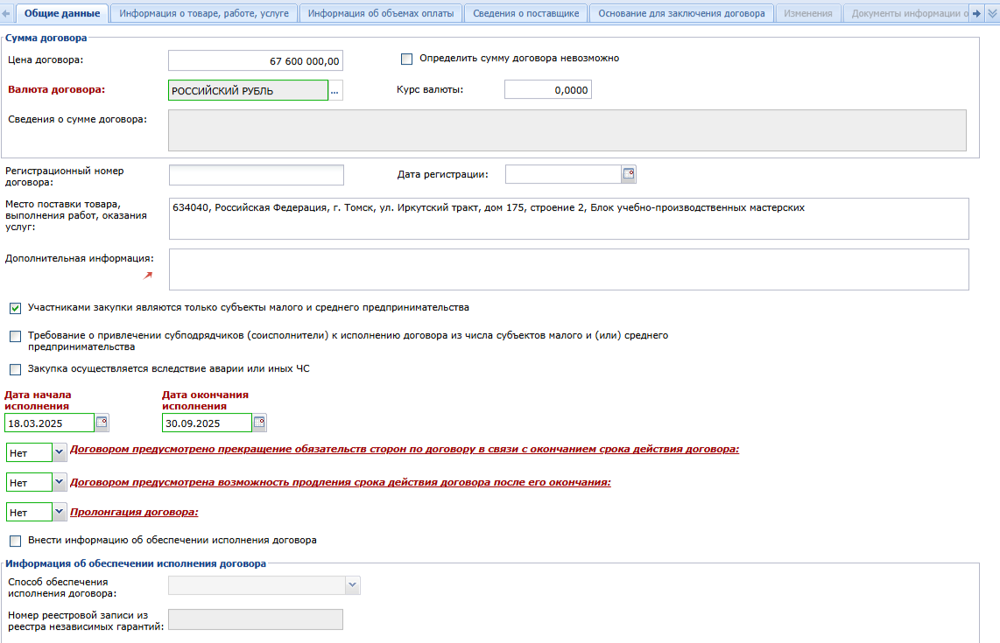 Общие данные Информация о товаре, работе, услуге Информация об объемах оплаты Сведения о поставщике Основание для заключения договора Изменения Документы информации о
Сумма договора
Цена договора: 67 600 000,00 Определить сумму договора невозможно
Валюта договора: РОССИЙСКИЙ РУБЛЬ ... Курс валюты: 0,0000
Сведения о сумме договора:
Регистрационный номер
договора: Дата регистрации:
Место поставки товара,
выполнения работ, оказания
услуг:
634040, Российская Федерация, г. Томск, ул. Иркутский тракт, дом 175, строение 2, Блок учебно-производственных мастерских
Дополнительная информация:
Участниками закупки являются только субъекты малого и среднего предпринимательства
Требование о привлечении субподрядчиков (соисполнители) к исполнению договора из числа субъектов малого и (или) среднего
предпринимательства
Закупка осуществляется вследствие аварии или иных ЧС
Дата начала
исполнения
Дата окончания
исполнения
18.03.2025 30.09.2025
Нет Договором предусмотрено прекращение обязательств сторон по договору в связи с окончанием срока действия договора:
Нет Договором предусмотрена возможность продления срока действия договора после его окончания:
Нет Пролонгация договора:
Внести информацию об обеспечении исполнения договора
Информация об обеспечении исполнения договора
Способ обеспечения
исполнения договора:
Номер реестровой записи из
реестра независимых гарантий: